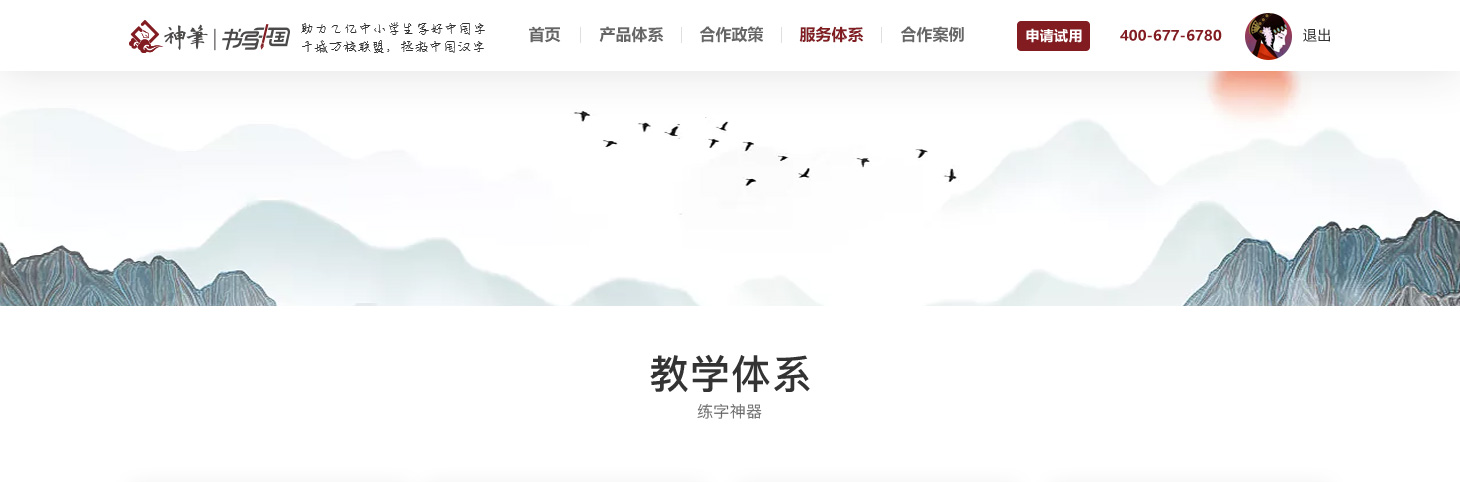 神筆|书写中国
助力1.7亿中小学生写好中国字
千城万校联盟，拯救中国汉字
首页
产品体系
合作政策
服务体系
合作案例
申请试用
400-677-6780
退出
教学体系
练字神器